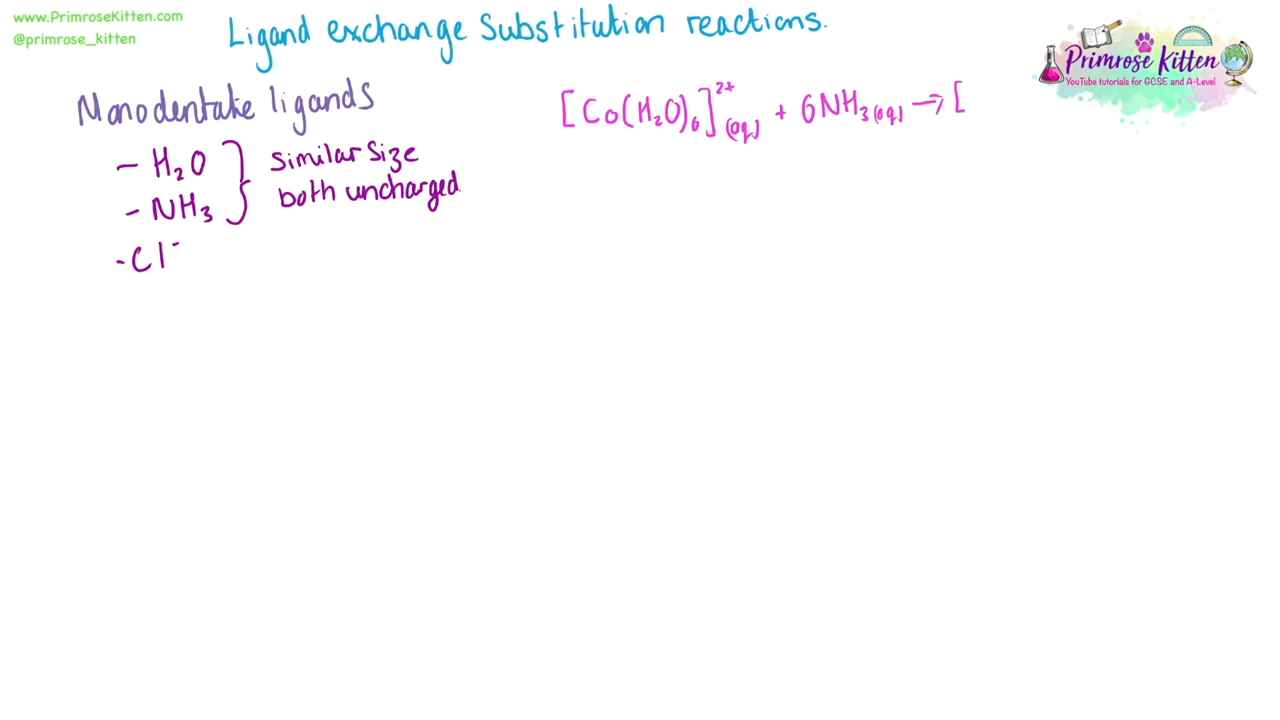 www.PrimroseKitten.com
@primrose_kitten
Ligand exchange Substitution reactions.
Primrose Kitten
YouTube tutorials for GCSE and A-Level
Monodentate ligands
[Co(H₂O)₆]²⁺(aq) + 6NH₃(aq) → [
- H₂O } similar size
- NH₃ } both uncharged
- Cl⁻